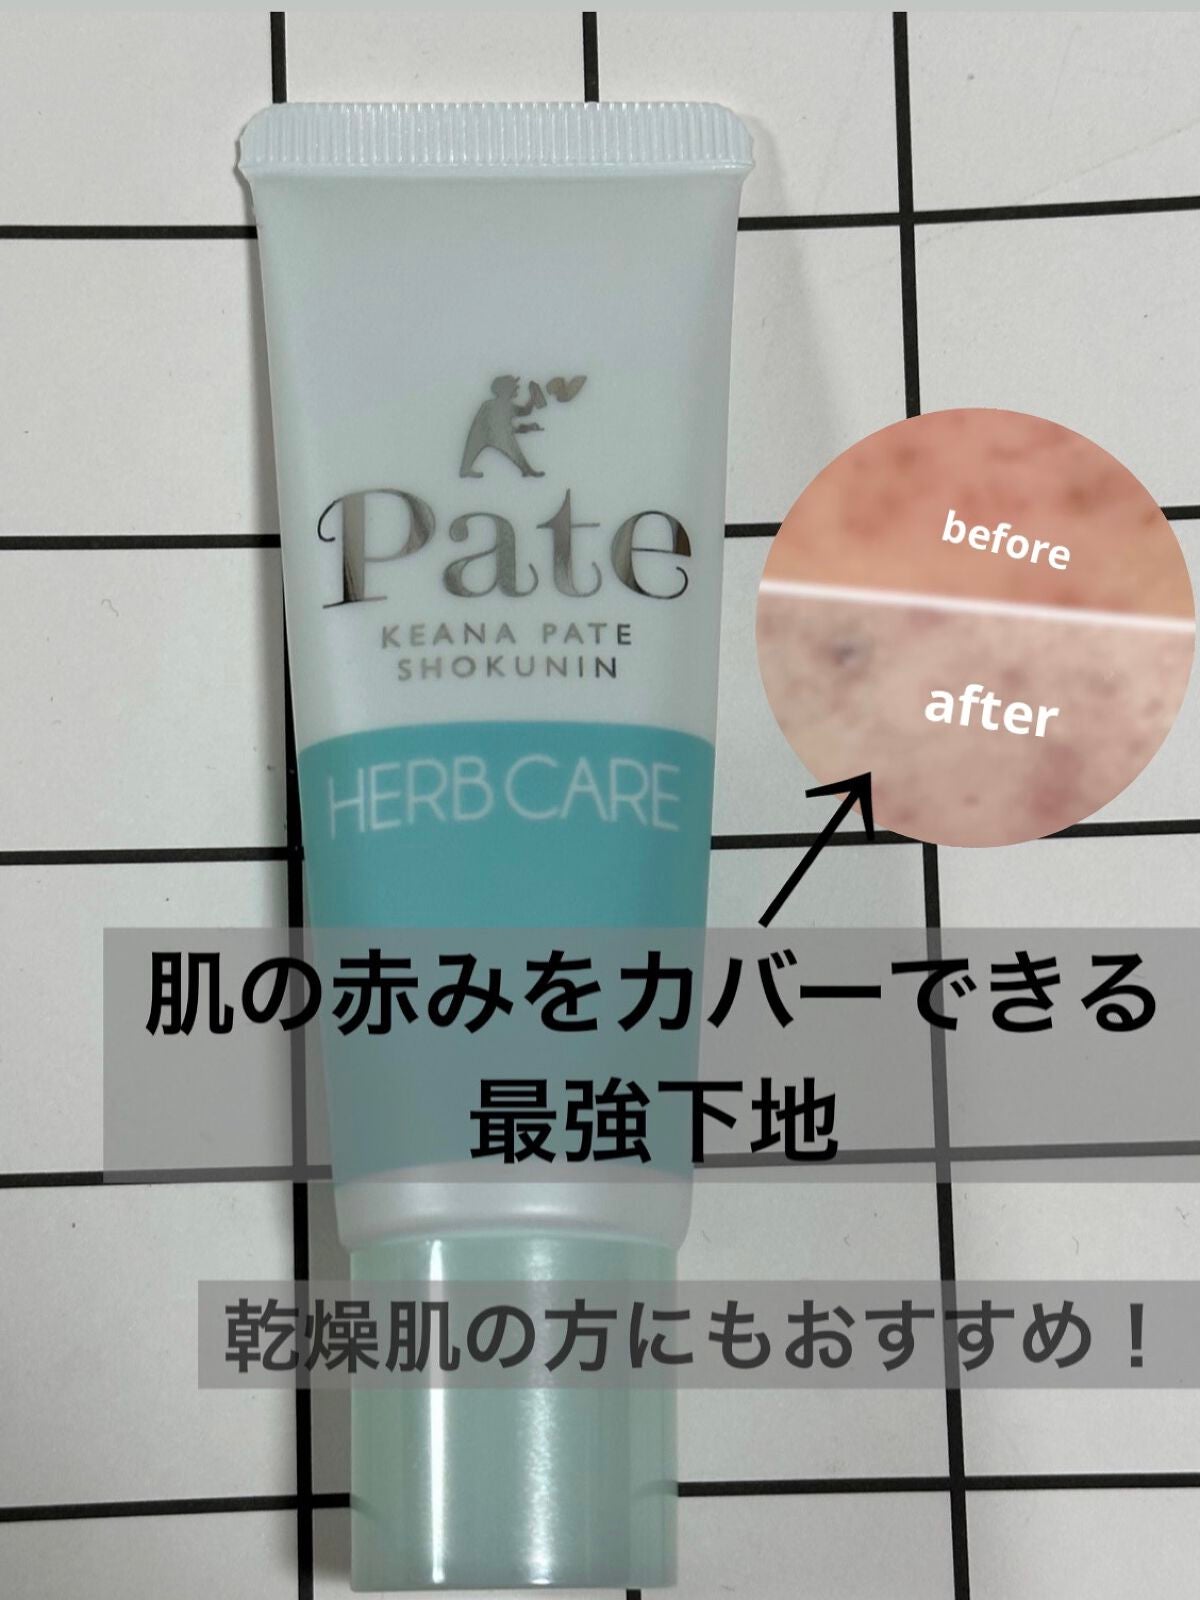 Pate
KEANA PATE
SHOKUNIN
HERB CARE
before
after
肌の赤みをカバーできる
最強下地
乾燥肌の方にもおすすめ！